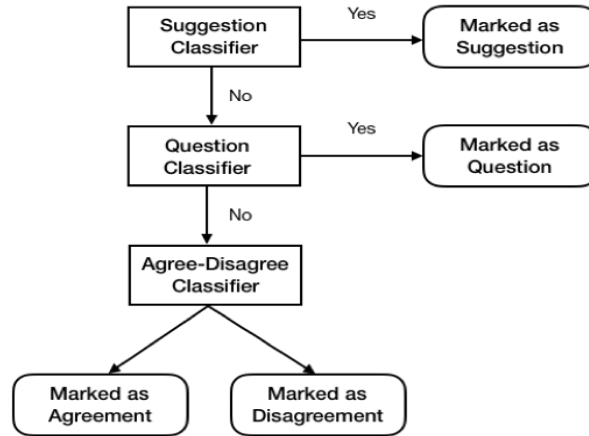 Suggestion
Classifier
Yes
Marked as
Suggestion
No
Question
Classifier
Yes
Marked as
Question
No
Agree-Disagree
Classifier
Marked as
Agreement
Marked as
Disagreement